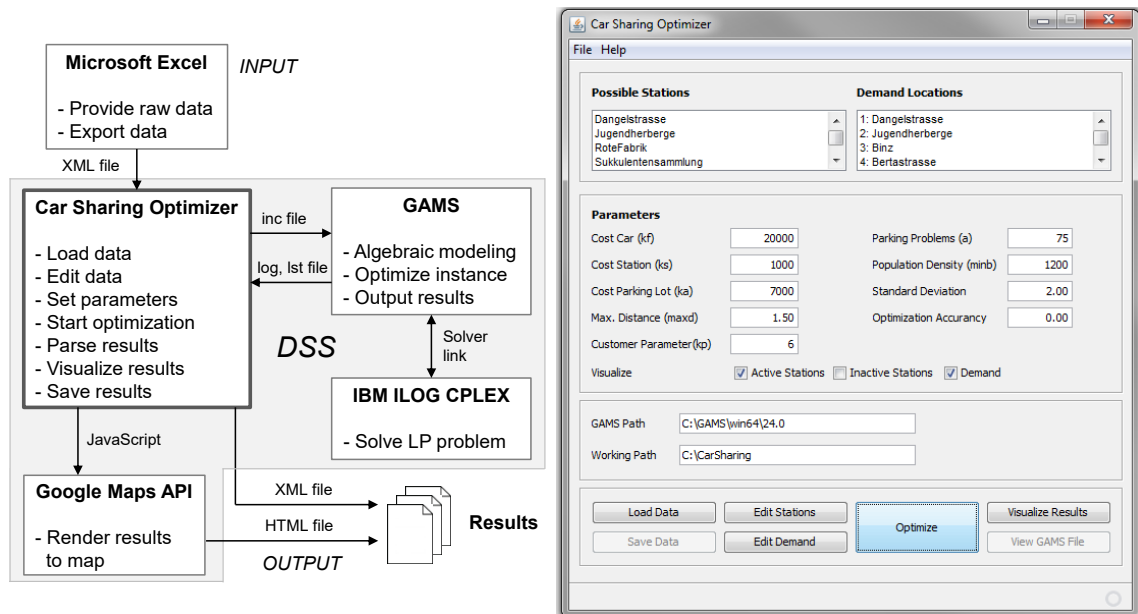 Microsoft Excel
INPUT
- Provide raw data
- Export data
XML file
Car Sharing Optimizer
- Load data
- Edit data
- Set parameters
- Start optimization
- Parse results
- Visualize results
- Save results
inc file
log, lst file
GAMS
- Algebraic modeling
- Optimize instance
- Output results
DSS
Solver
link
IBM ILOG CPLEX
- Solve LP problem
JavaScript
Google Maps API
- Render results
to map
XML file
HTML file
OUTPUT
Results
Car Sharing Optimizer
File Help
Possible Stations
Dangelstrasse
Jugendherberge
RoteFabrik
Sukkulentensammlung
Demand Locations
1: Dangelstrasse
2: Jugendherberge
3: Binz
4: Bertastrasse
Parameters
Cost Car (kf) 20000
Cost Station (ks) 1000
Cost Parking Lot (ka) 7000
Max. Distance (maxd) 1.50
Customer Parameter(kp) 6
Parking Problems (a) 75
Population Density (minb) 1200
Standard Deviation 2.00
Optimization Accurancy 0.00
Visualize Active Stations Inactive Stations Demand
GAMS Path C:\GAMS\win64\24.0
Working Path C:\CarSharing
Load Data Edit Stations Optimize Visualize Results
Save Data Edit Demand View GAMS File